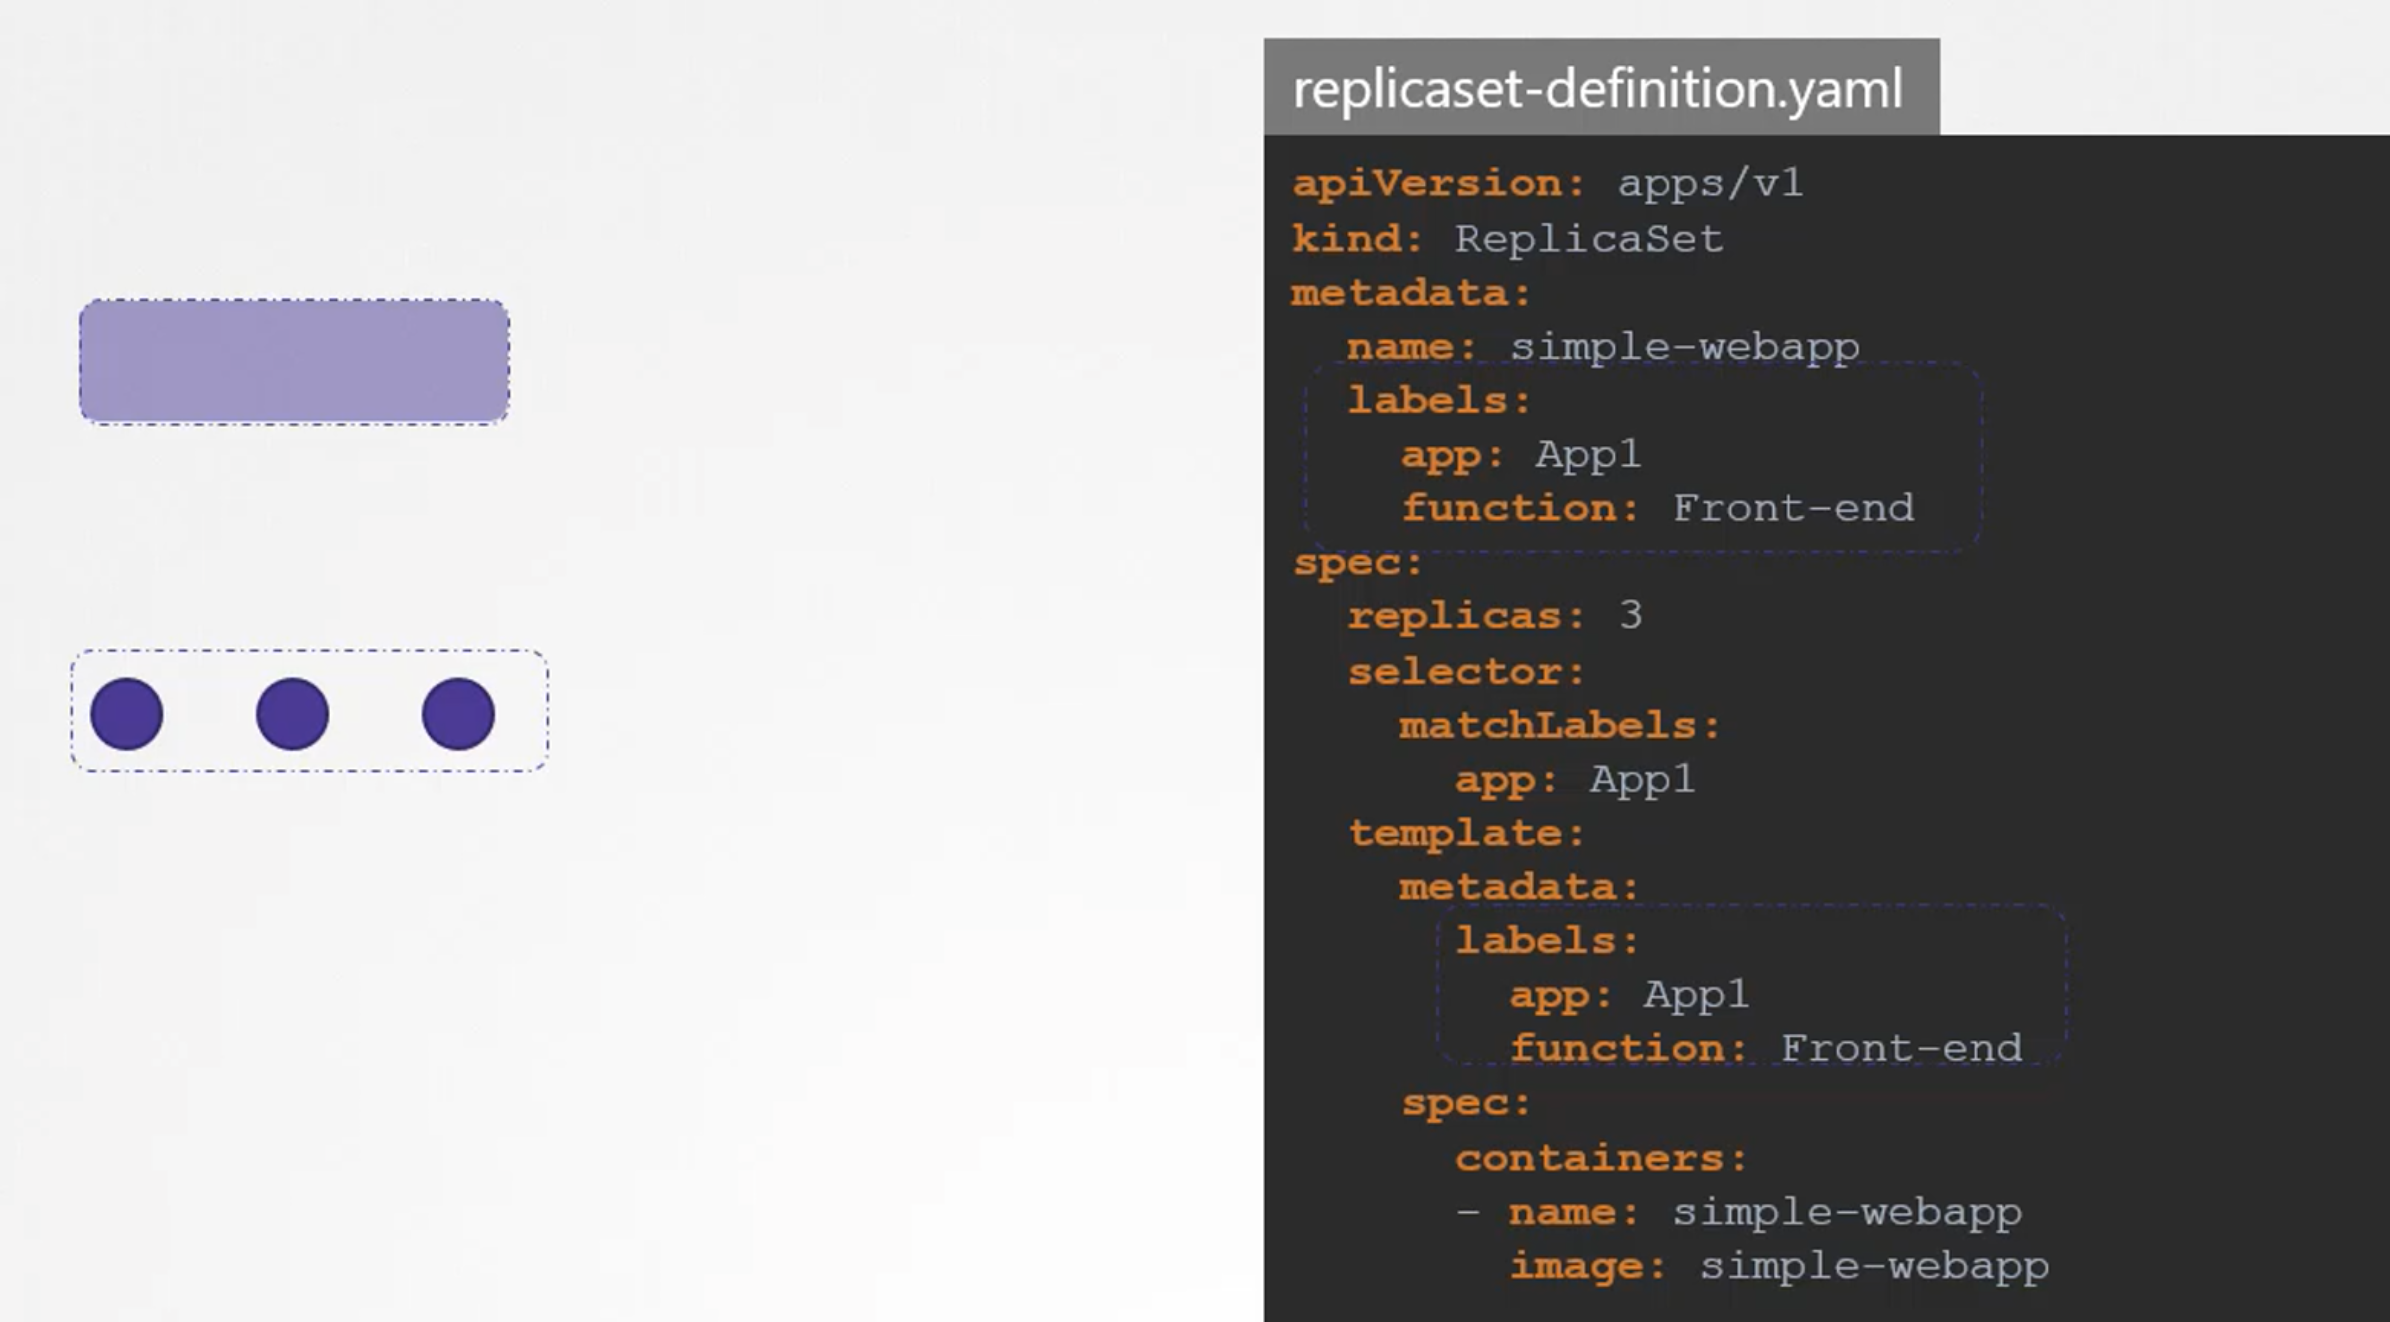 replicaset-definition.yaml
apiVersion: apps/v1
kind: ReplicaSet
metadata:
  name: simple-webapp
  labels:
    app: App1
    function: Front-end
spec:
  replicas: 3
  selector:
    matchLabels:
      app: App1
  template:
    metadata:
      labels:
        app: App1
        function: Front-end
    spec:
      containers:
      - name: simple-webapp
        image: simple-webapp